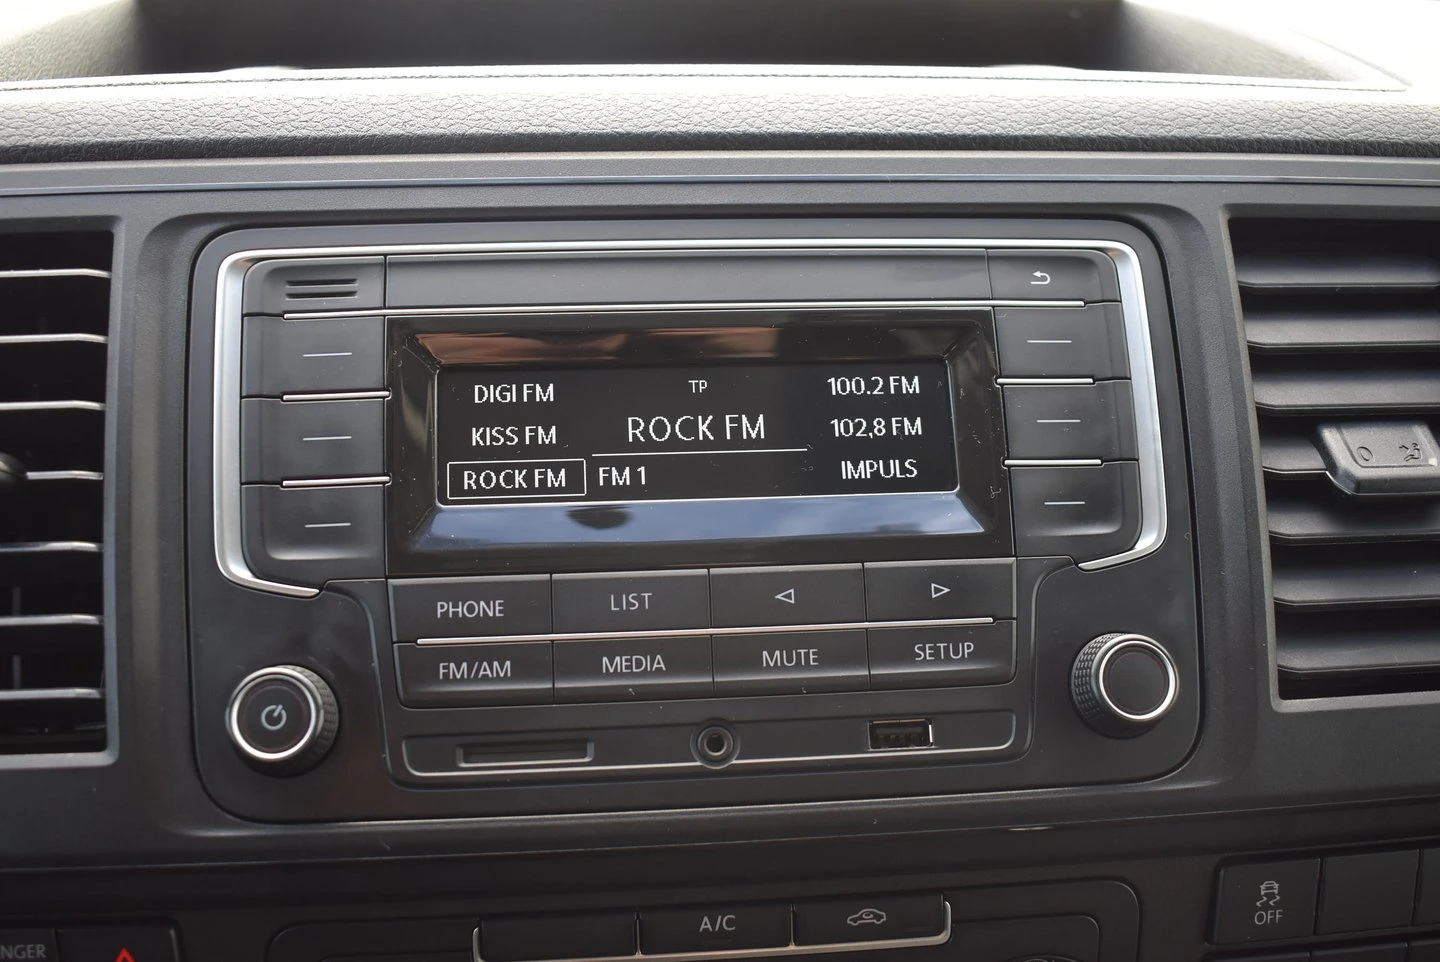 DIGI FM
TP
100.2 FM
KISS FM
ROCK FM
102,8 FM
ROCK FM
FM 1
IMPULS
PHONE
LIST
FM/AM
MEDIA
MUTE
SETUP
A/C
OFF
NGER